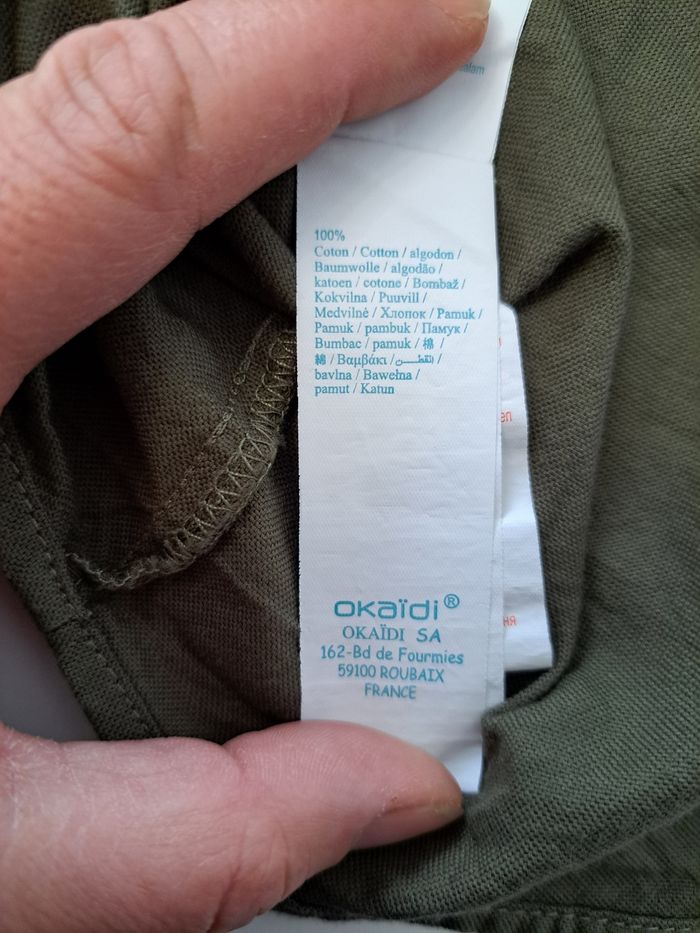 alam
100%
Coton / Cotton / algodon /
Baumwolle / algodão /
katoen / cotone / Bombaž /
Kokvilna / Puuvill /
Medvilnė / Хлопок / Pamuk /
Pamuk / pambuk / Памук /
Bumbac / pamuk / 棉 /
綿 / Βαμβάκι / القطن /
bavlna / Bawełna /
pamut / Katun
okaïdi®
OKAÏDI SA
162-Bd de Fourmies
59100 ROUBAIX
FRANCE